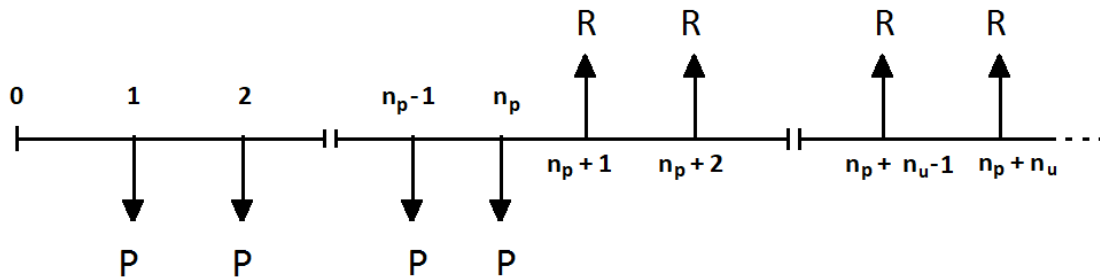 R R R R
0 1 2 nₚ-1 nₚ
nₚ + 1 nₚ + 2 nₚ + nᵤ-1 nₚ + nᵤ
P P P P